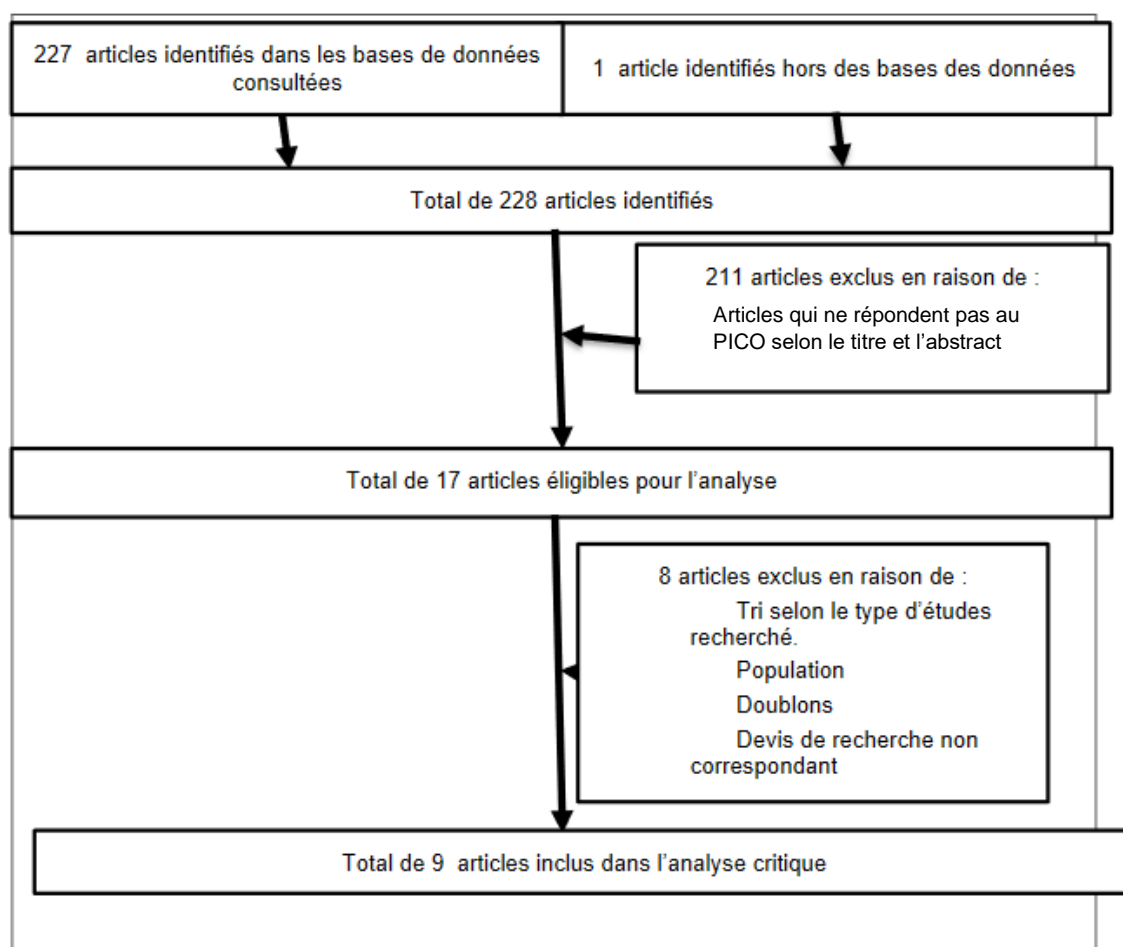 227 articles identifiés dans les bases de données
consultées
1 article identifiés hors des bases des données
Total de 228 articles identifiés
211 articles exclus en raison de :
Articles qui ne répondent pas au
PICO selon le titre et l’abstract
Total de 17 articles éligibles pour l’analyse
8 articles exclus en raison de :
Tri selon le type d’études
recherché.
Population
Doublons
Devis de recherche non
correspondant
Total de 9 articles inclus dans l’analyse critique